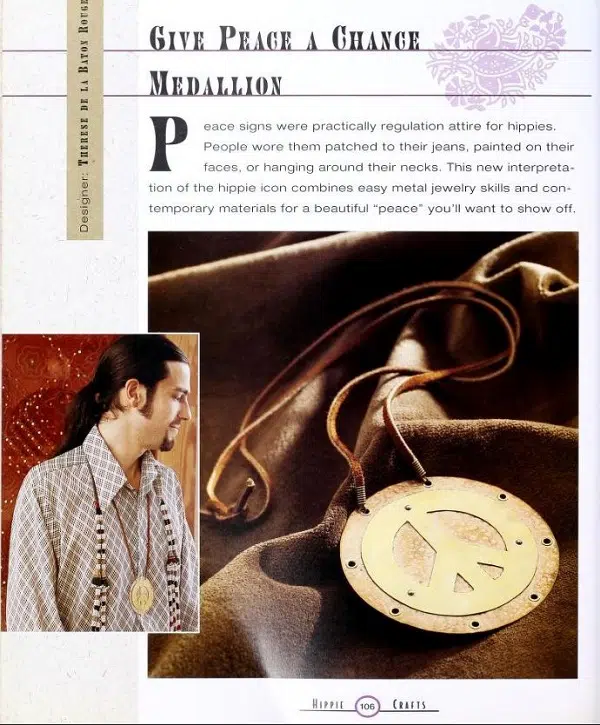 Designer: THERESE DE LA BATON ROUGE
GIVE PEACE A CHANCE
MEDALLION
Peace signs were practically regulation attire for hippies.
People wore them patched to their jeans, painted on their
faces, or hanging around their necks. This new interpreta-
tion of the hippie icon combines easy metal jewelry skills and con-
temporary materials for a beautiful “peace” you’ll want to show off.
HIPPIE 106 CRAFTS